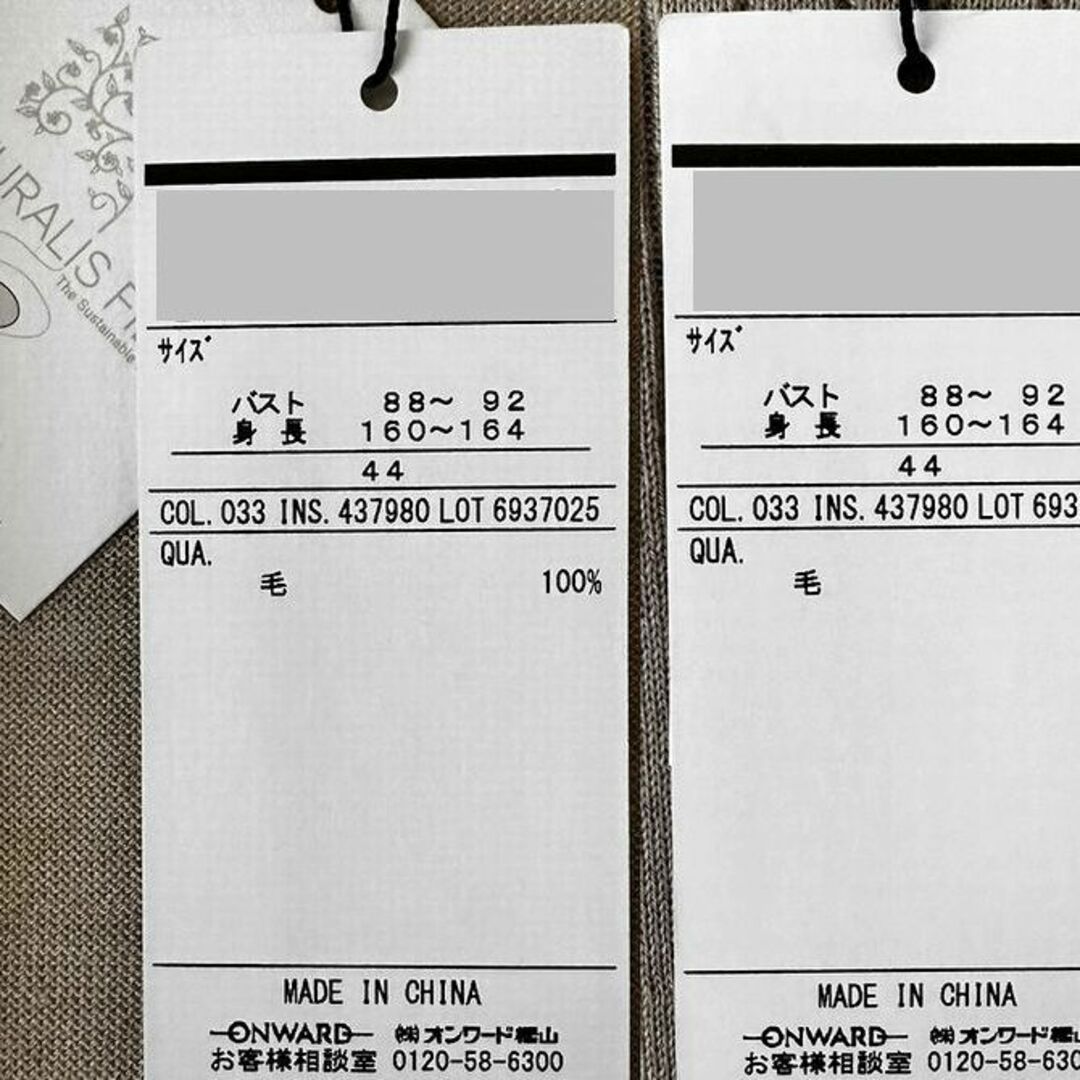 URALIS
The Sustainable
サイズ
バスト 88～ 92
身 長 160～164
44
COL. 033 INS. 437980 LOT 6937025
QUA.
毛 100%
MADE IN CHINA
ONWARD ㈱オンワード樫山
お客様相談室 0120-58-6300
サイズ
バスト 88～ 92
身 長 160～164
44
COL. 033 INS. 437980 LOT 693
QUA.
毛
MADE IN CHINA
ONWARD ㈱オンワード樫山
お客様相談室 0120-58-630